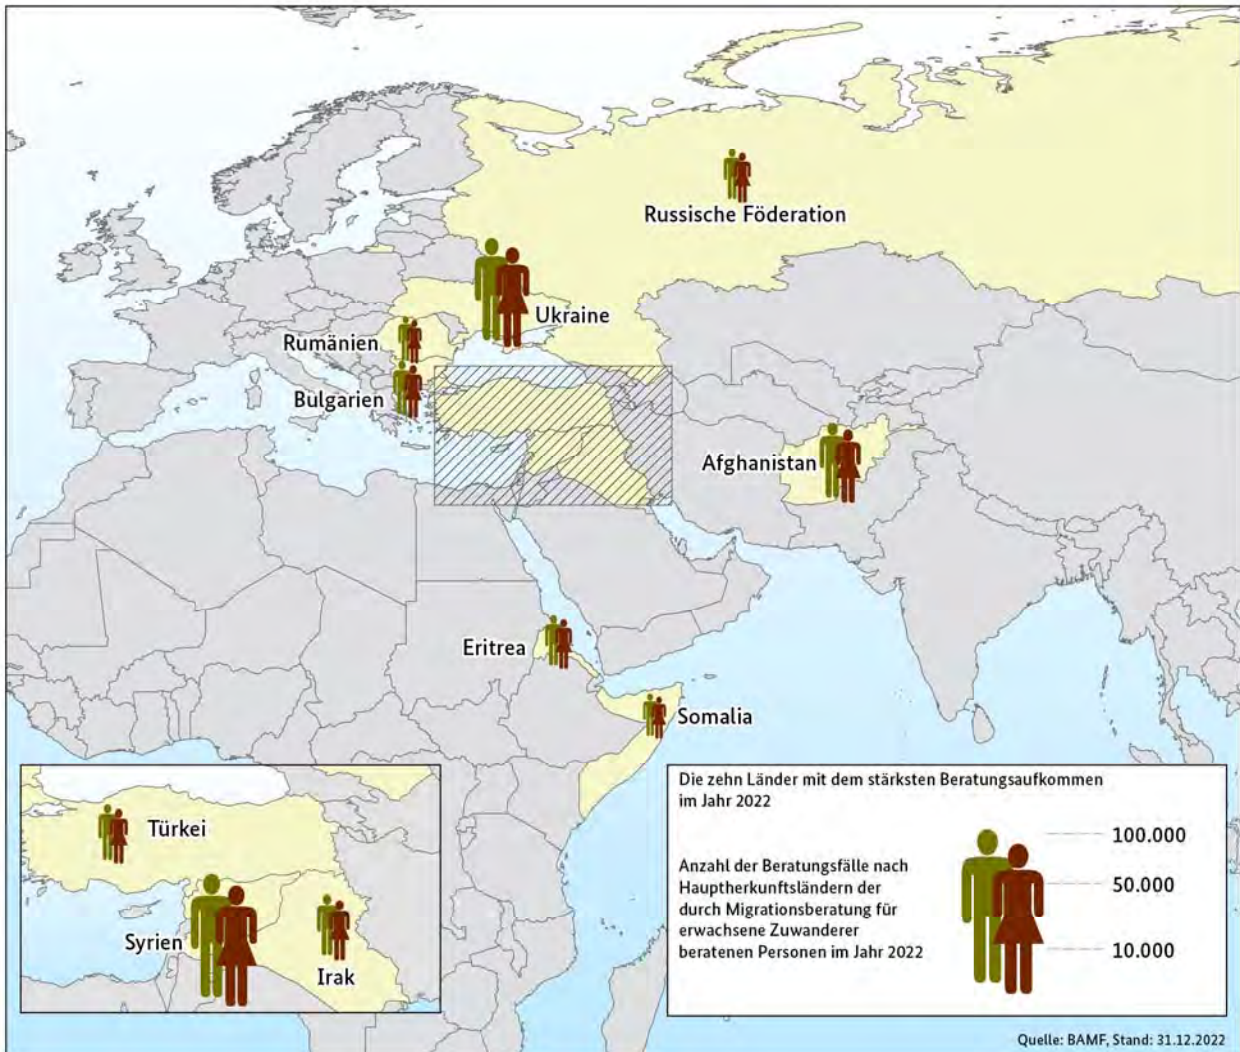 Russische Föderation
Ukraine
Rumänien
Bulgarien
Afghanistan
Eritrea
Somalia
Türkei
Syrien
Irak
Die zehn Länder mit dem stärksten Beratungsaufkommen
im Jahr 2022
Anzahl der Beratungsfälle nach
Hauptherkunftsländern der
durch Migrationsberatung für
erwachsene Zuwanderer
beratenen Personen im Jahr 2022
100.000
50.000
10.000
Quelle: BAMF, Stand: 31.12.2022